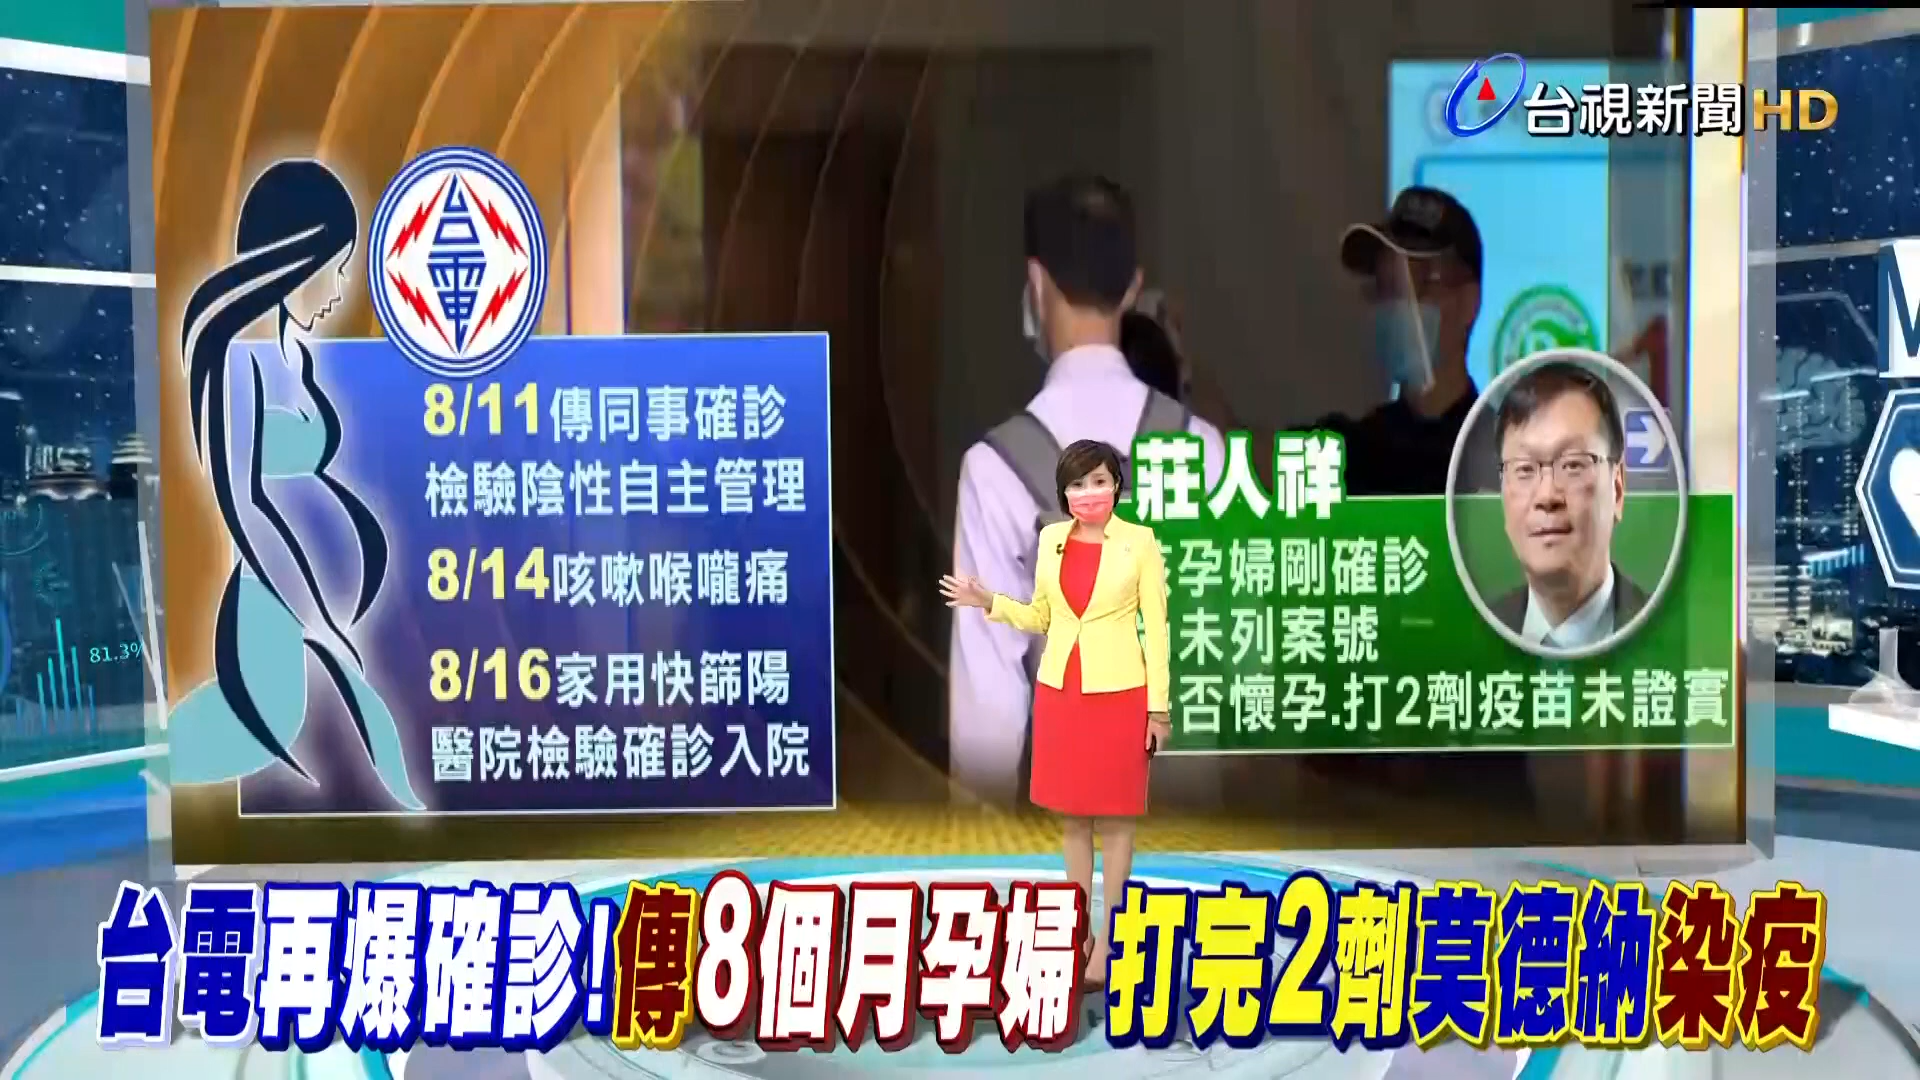 台視新聞HD
台電
8/11傳同事確診
檢驗陰性自主管理
8/14咳嗽喉嚨痛
8/16家用快篩陽
醫院檢驗確診入院
81.3%
莊人祥
孕婦剛確診
未列案號
否懷孕.打2劑疫苗未證實
台電再爆確診!傳8個月孕婦 打完2劑莫德納染疫